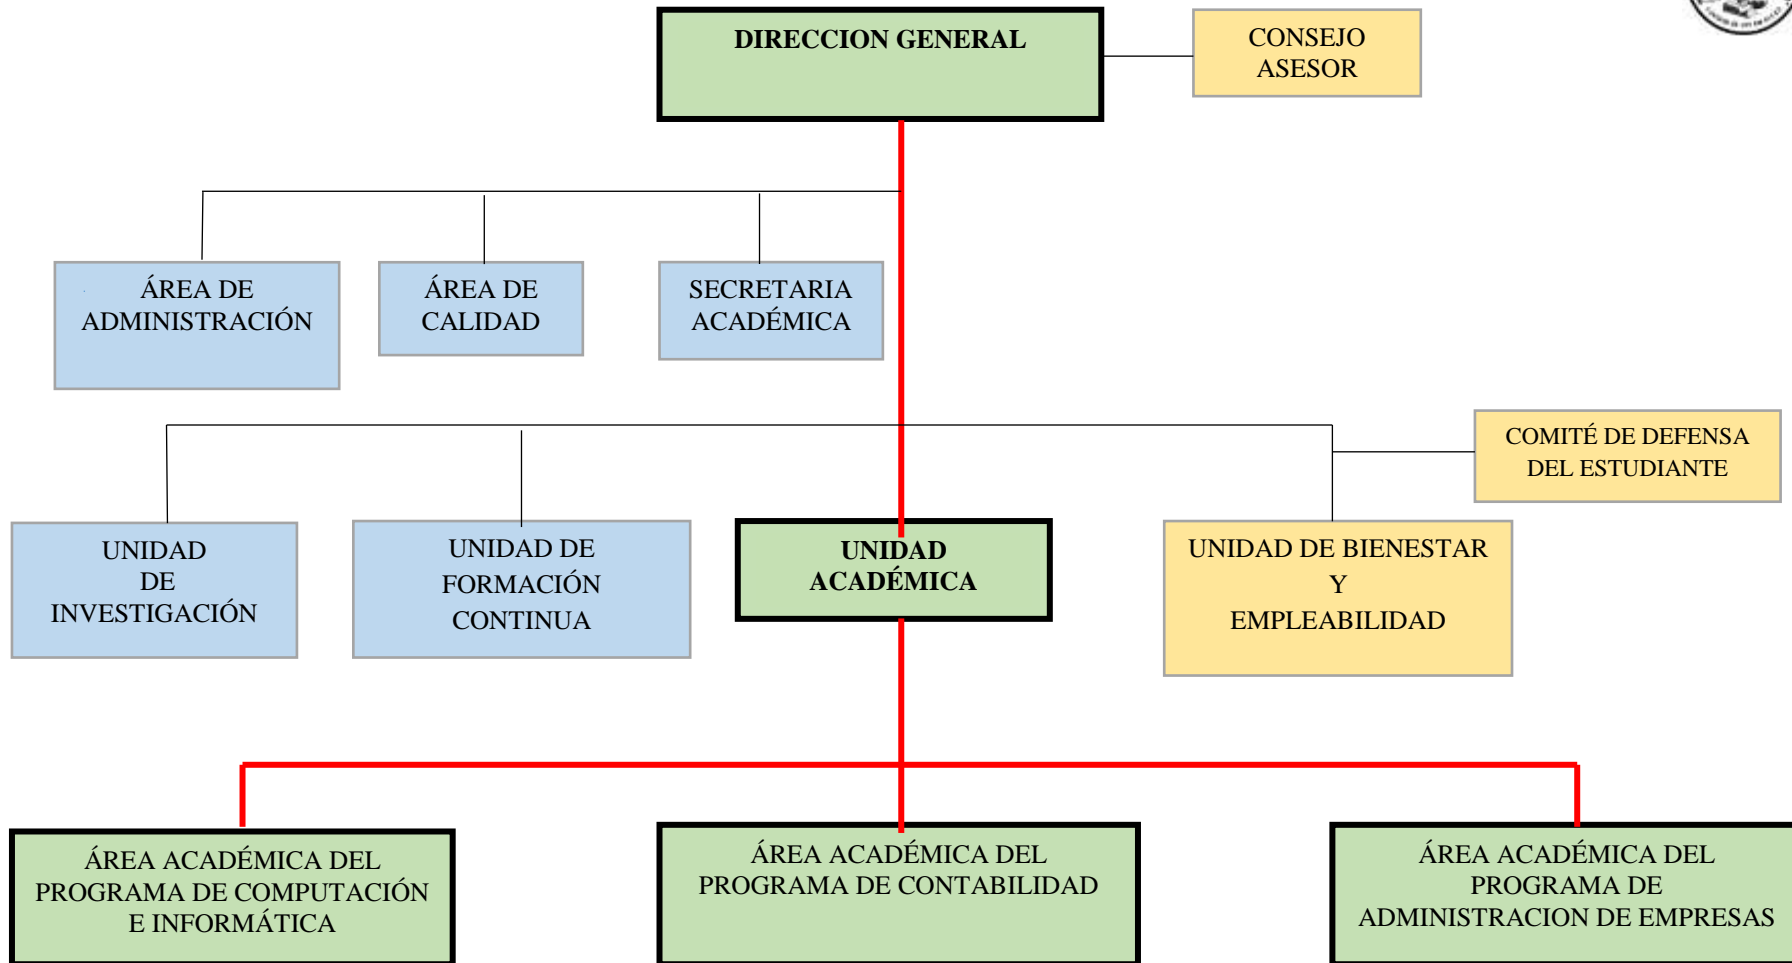 DIRECCION GENERAL
CONSEJO
ASESOR
ÁREA DE
ADMINISTRACIÓN
ÁREA DE
CALIDAD
SECRETARIA
ACADÉMICA
COMITÉ DE DEFENSA
DEL ESTUDIANTE
UNIDAD
DE
INVESTIGACIÓN
UNIDAD DE
FORMACIÓN
CONTINUA
UNIDAD
ACADÉMICA
UNIDAD DE BIENESTAR
Y
EMPLEABILIDAD
ÁREA ACADÉMICA DEL
PROGRAMA DE COMPUTACIÓN
E INFORMÁTICA
ÁREA ACADÉMICA DEL
PROGRAMA DE CONTABILIDAD
ÁREA ACADÉMICA DEL
PROGRAMA DE
ADMINISTRACION DE EMPRESAS